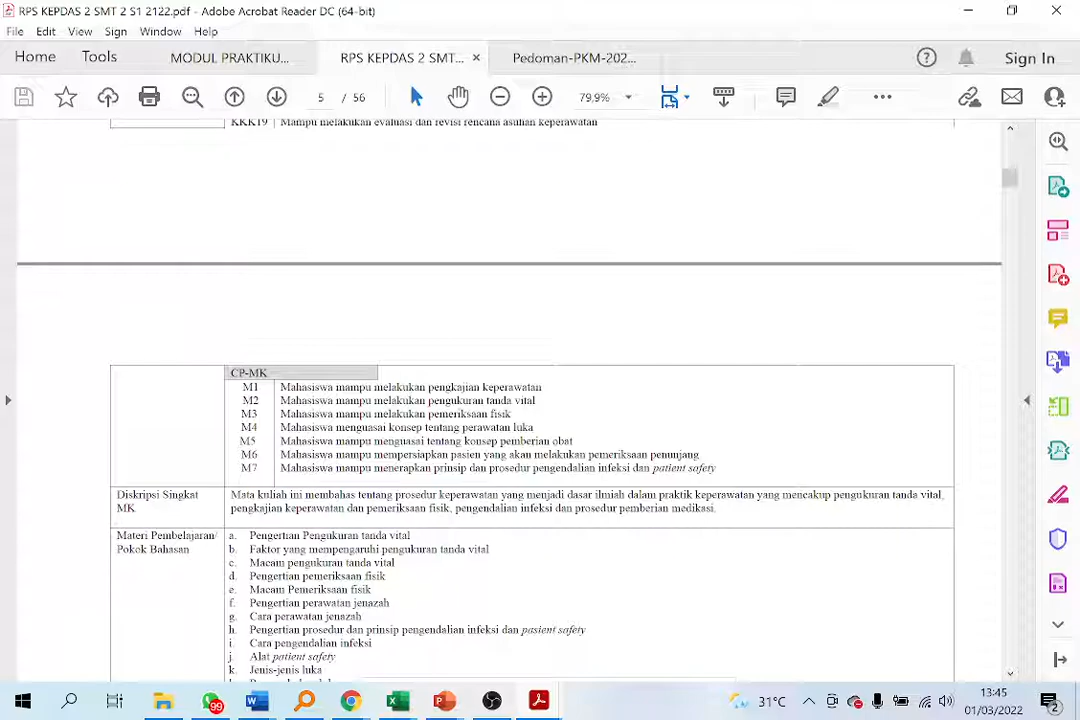 RPS KEPDAS 2 SMT 2 S1 2122.pdf - Adobe Acrobat Reader DC (64-bit)
File Edit View Sign Window Help
Home Tools MODUL PRAKTIKU... RPS KEPDAS 2 SMT... × Pedoman-PKM-202... Sign In
5 / 56 79,9%
KKK19 Mampu melakukan evaluasi dan revisi rencana asuhan keperawatan
CP-MK
M1 Mahasiswa mampu melakukan pengkajian keperawatan
M2 Mahasiswa mampu melakukan pengukuran tanda vital
M3 Mahasiswa mampu melakukan pemeriksaan fisik
M4 Mahasiswa menguasai konsep tentang perawatan luka
M5 Mahasiswa mampu menguasai tentang konsep pemberian obat
M6 Mahasiswa mampu mempersiapkan pasien yang akan melakukan pemeriksaan penunjang
M7 Mahasiswa mampu menerapkan prinsip dan prosedur pengendalian infeksi dan patient safety
Diskripsi Singkat MK
Mata kuliah ini membahas tentang prosedur keperawatan yang menjadi dasar ilmiah dalam praktik keperawatan yang mencakup pengukuran tanda vital,
pengkajian keperawatan dan pemeriksaan fisik, pengendalian infeksi dan prosedur pemberian medikasi.
Materi Pembelajaran/ Pokok Bahasan
a. Pengertian Pengukuran tanda vital
b. Faktor yang mempengaruhi pengukuran tanda vital
c. Macam pengukuran tanda vital
d. Pengertian pemeriksaan fisik
e. Macam Pemeriksaan fisik
f. Pengertian perawatan jenazah
g. Cara perawatan jenazah
h. Pengertian prosedur dan prinsip pengendalian infeksi dan pasient safety
i. Cara pengendalian infeksi
j. Alat patient safety
k. Jenis-jenis luka
99 31°C 13:45
01/03/2022 2